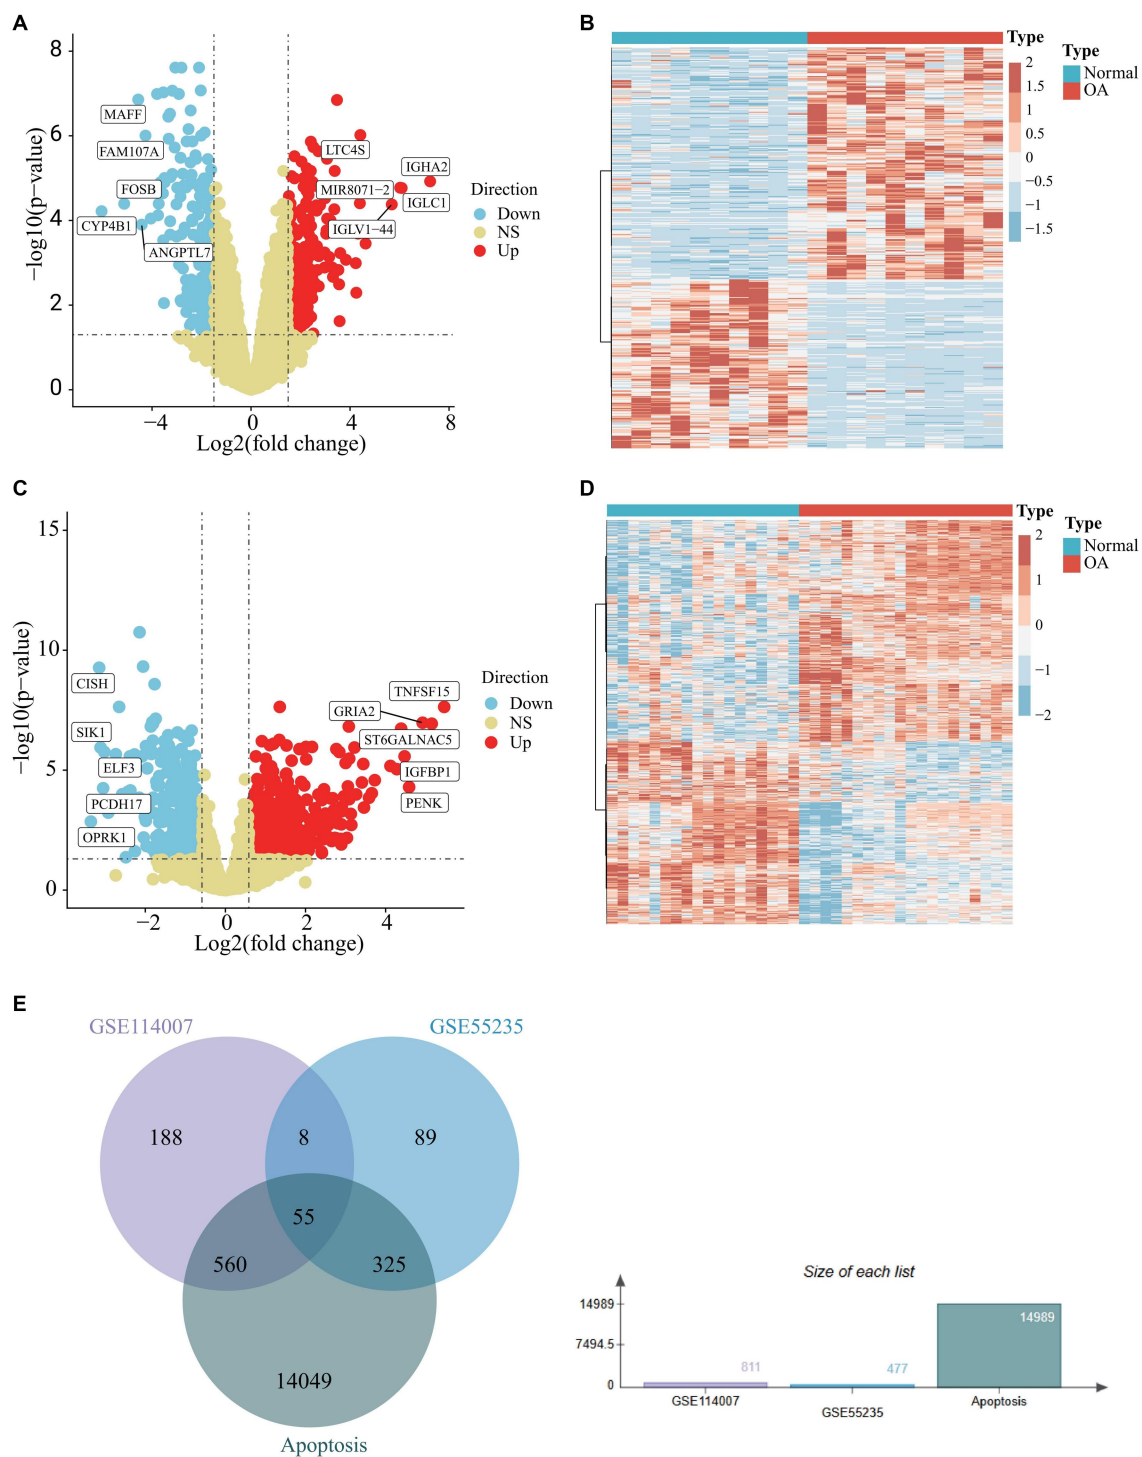 A
−log10(p−value)
8
6
4
2
0
MAFF
FAM107A
FOSB
CYP4B1
ANGPTL7
LTC4S
IGHA2
MIR8071−2
IGLC1
IGLV1−44
−4
0
4
8
Log2(fold change)
Direction
Down
NS
Up
B
Type
2
1.5
1
0.5
0
−0.5
−1
−1.5
Type
Normal
OA
C
−log10(p−value)
15
10
5
0
CISH
SIK1
ELF3
PCDH17
OPRK1
TNFSF15
GRIA2
ST6GALNAC5
IGFBP1
PENK
−2
0
2
4
Log2(fold change)
Direction
Down
NS
Up
D
Type
2
1
0
−1
−2
Type
Normal
OA
E
GSE114007
GSE55235
188
8
89
55
560
325
14049
Apoptosis
Size of each list
14989
7494.5
0
811
477
14989
GSE114007
GSE55235
Apoptosis